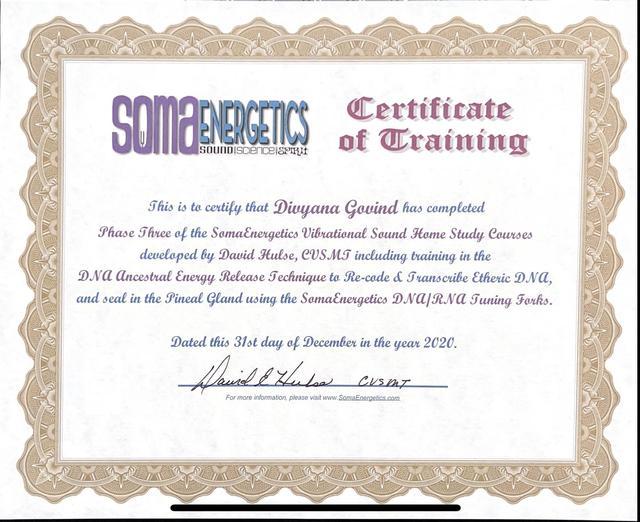 SOMAENERGETICS
SOUND|SCIENCE|SPIRIT
Certificate
of Training
This is to certify that Divyana Govind has completed
Phase Three of the SomaEnergetics Vibrational Sound Home Study Courses
developed by David Hulse, CVSMT including training in the
DNA Ancestral Energy Release Technique to Re-code & Transcribe Etheric DNA,
and seal in the Pineal Gland using the SomaEnergetics DNA/RNA Tuning Forks.
Dated this 31st day of December in the year 2020.
David E Hulse CVSMT
For more information, please visit www.SomaEnergetics.com